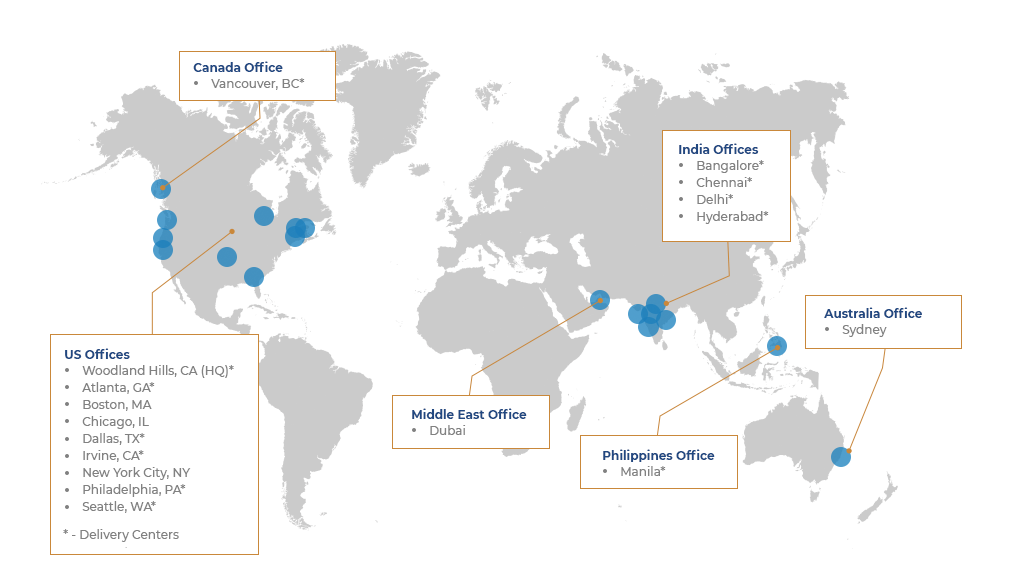 Canada Office
• Vancouver, BC*
India Offices
• Bangalore*
• Chennai*
• Delhi*
• Hyderabad*
Australia Office
• Sydney
US Offices
• Woodland Hills, CA (HQ)*
• Atlanta, GA*
• Boston, MA
• Chicago, IL
• Dallas, TX*
• Irvine, CA*
• New York City, NY
• Philadelphia, PA*
• Seattle, WA*
* - Delivery Centers
Middle East Office
• Dubai
Philippines Office
• Manila*